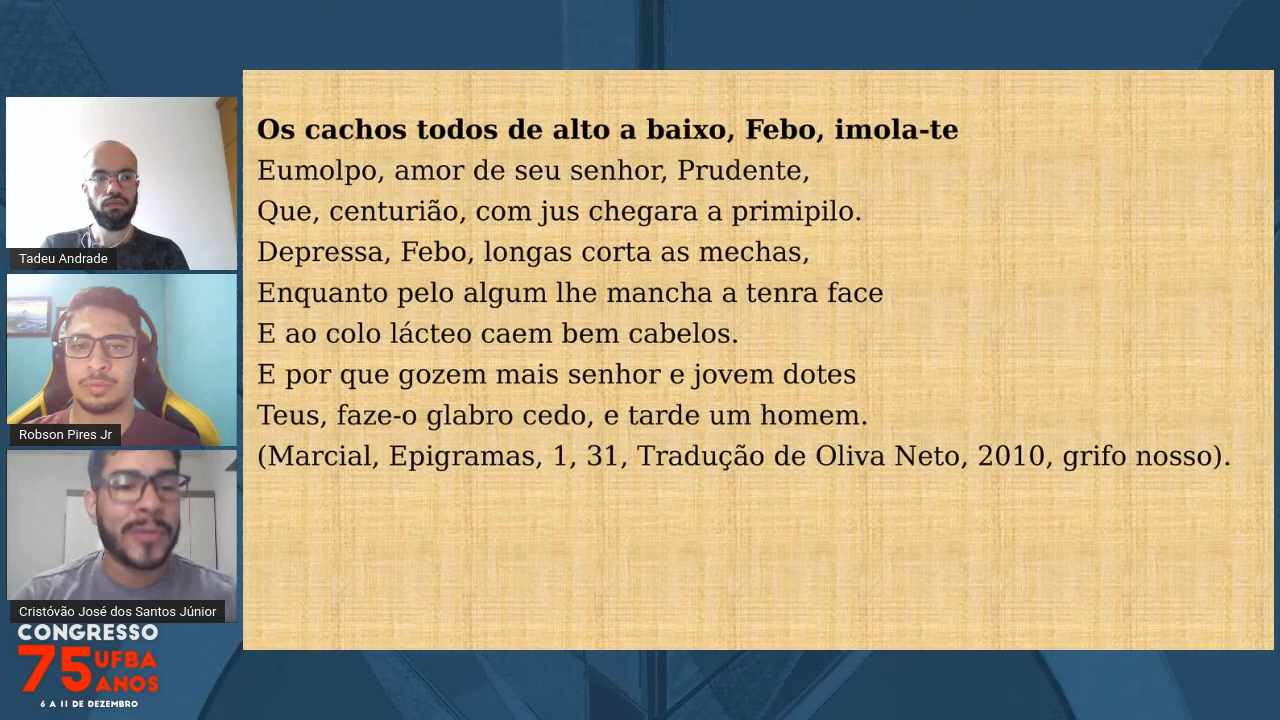 Os cachos todos de alto a baixo, Febo, imola-te
Eumolpo, amor de seu senhor, Prudente,
Que, centurião, com jus chegara a primipilo.
Depressa, Febo, longas corta as mechas,
Enquanto pelo algum lhe mancha a tenra face
E ao colo lácteo caem bem cabelos.
E por que gozem mais senhor e jovem dotes
Teus, faze-o glabro cedo, e tarde um homem.
(Marcial, Epigramas, 1, 31, Tradução de Oliva Neto, 2010, grifo nosso).
Tadeu Andrade
Robson Pires Jr
Cristóvão José dos Santos Júnior
CONGRESSO
75 UFBA
ANOS
6 A 11 DE DEZEMBRO